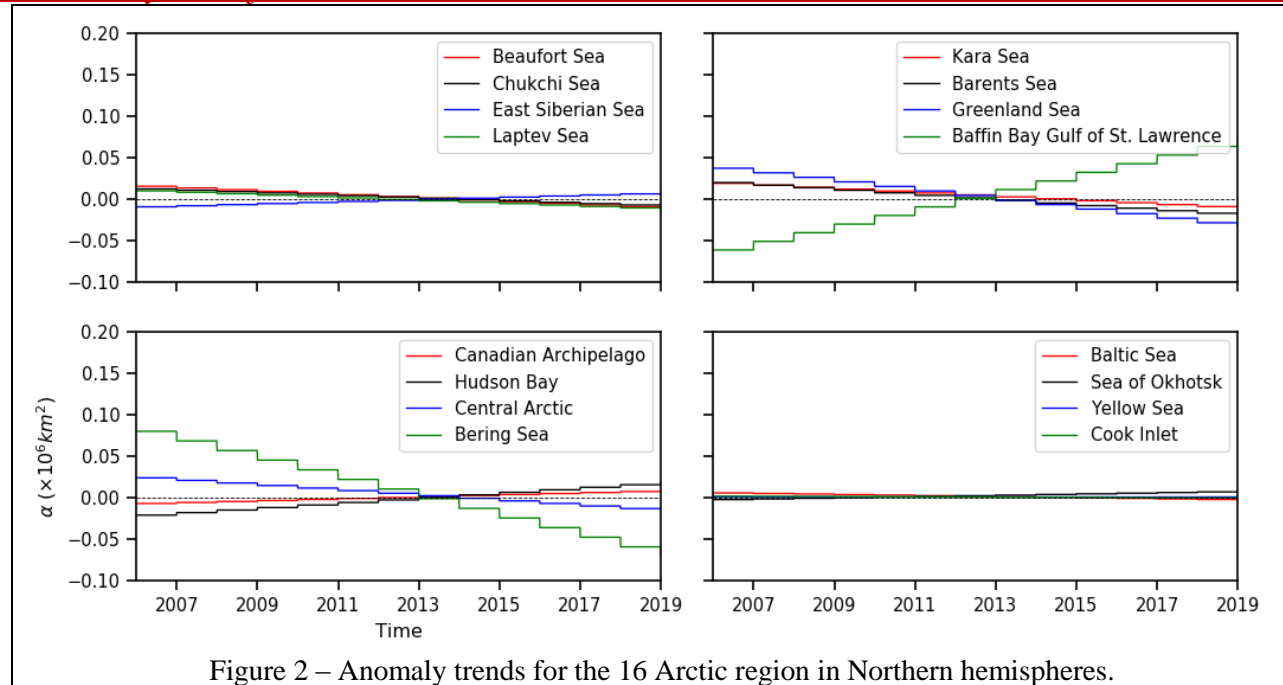 0.20
0.15
0.10
0.05
0.00
−0.05
−0.10
Beaufort Sea
Chukchi Sea
East Siberian Sea
Laptev Sea
Kara Sea
Barents Sea
Greenland Sea
Baffin Bay Gulf of St. Lawrence
α (×10⁶km²)
0.20
0.15
0.10
0.05
0.00
−0.05
−0.10
Canadian Archipelago
Hudson Bay
Central Arctic
Bering Sea
2007 2009 2011 2013 2015 2017 2019
Time
Baltic Sea
Sea of Okhotsk
Yellow Sea
Cook Inlet
2007 2009 2011 2013 2015 2017 2019
Figure 2 – Anomaly trends for the 16 Arctic region in Northern hemispheres.